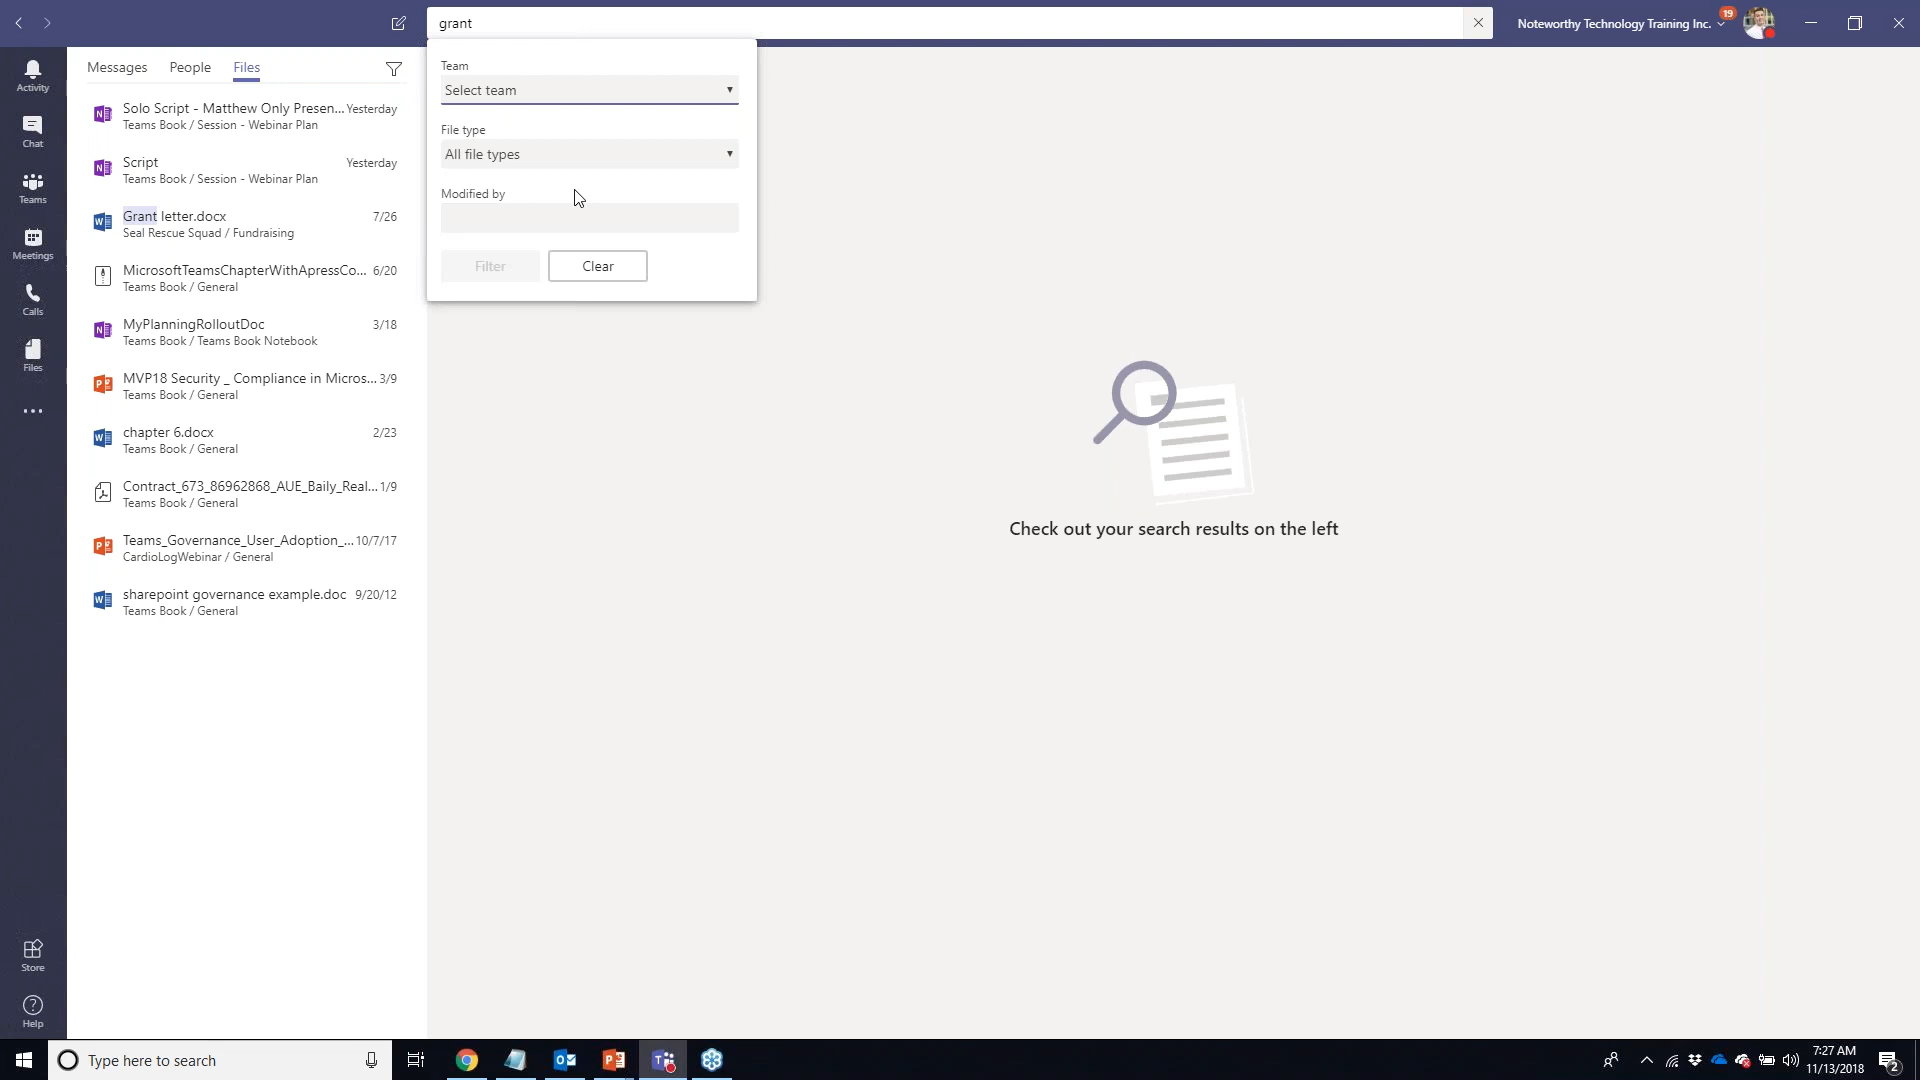 grant
Noteworthy Technology Training Inc.
19
Activity
Chat
Teams
Meetings
Calls
Files
Store
Help
Messages
People
Files
Solo Script - Matthew Only Presen... Yesterday
Teams Book / Session - Webinar Plan
Script Yesterday
Teams Book / Session - Webinar Plan
Grant letter.docx 7/26
Seal Rescue Squad / Fundraising
MicrosoftTeamsChapterWithApressCo... 6/20
Teams Book / General
MyPlanningRolloutDoc 3/18
Teams Book / Teams Book Notebook
MVP18 Security _ Compliance in Micros... 3/9
Teams Book / General
chapter 6.docx 2/23
Teams Book / General
Contract_673_86962868_AUE_Baily_Real... 1/9
Teams Book / General
Teams_Governance_User_Adoption_... 10/7/17
CardioLogWebinar / General
sharepoint governance example.doc 9/20/12
Teams Book / General
Team
Select team
File type
All file types
Modified by
Filter
Clear
Check out your search results on the left
Type here to search
7:27 AM
11/13/2018
2